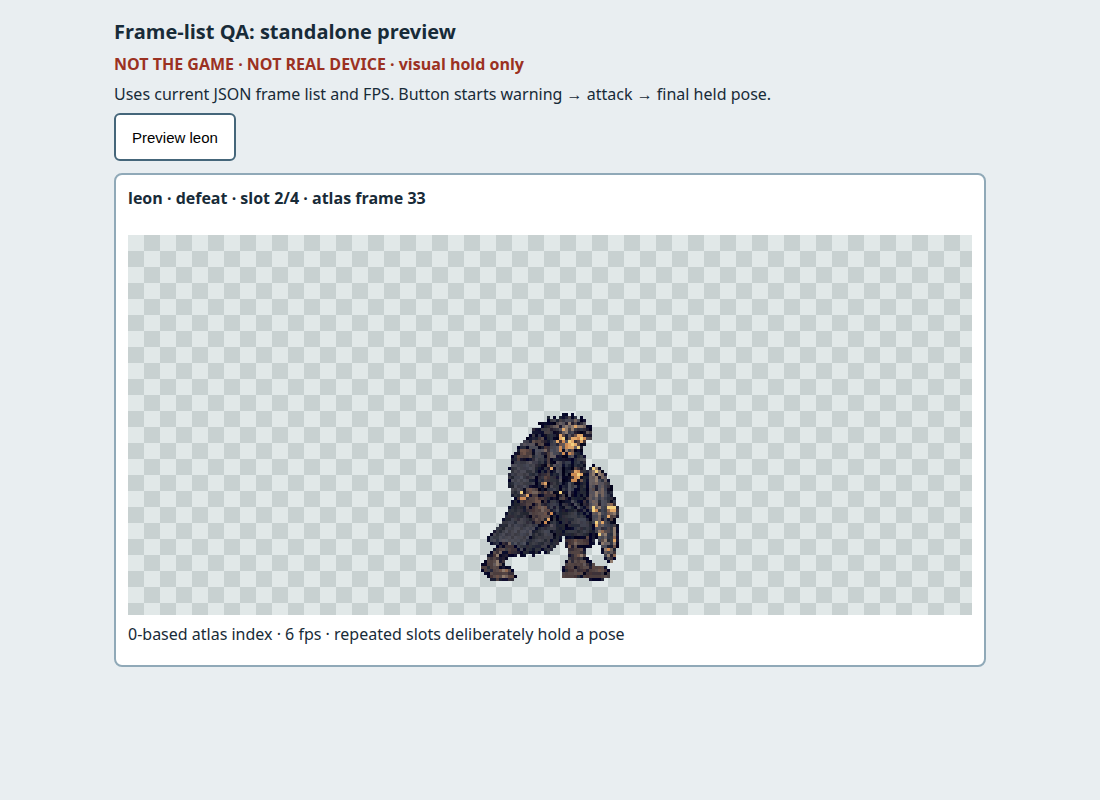 Frame-list QA: standalone preview
NOT THE GAME · NOT REAL DEVICE · visual hold only
Uses current JSON frame list and FPS. Button starts warning → attack → final held pose.
Preview leon
leon · defeat · slot 2/4 · atlas frame 33
0-based atlas index · 6 fps · repeated slots deliberately hold a pose